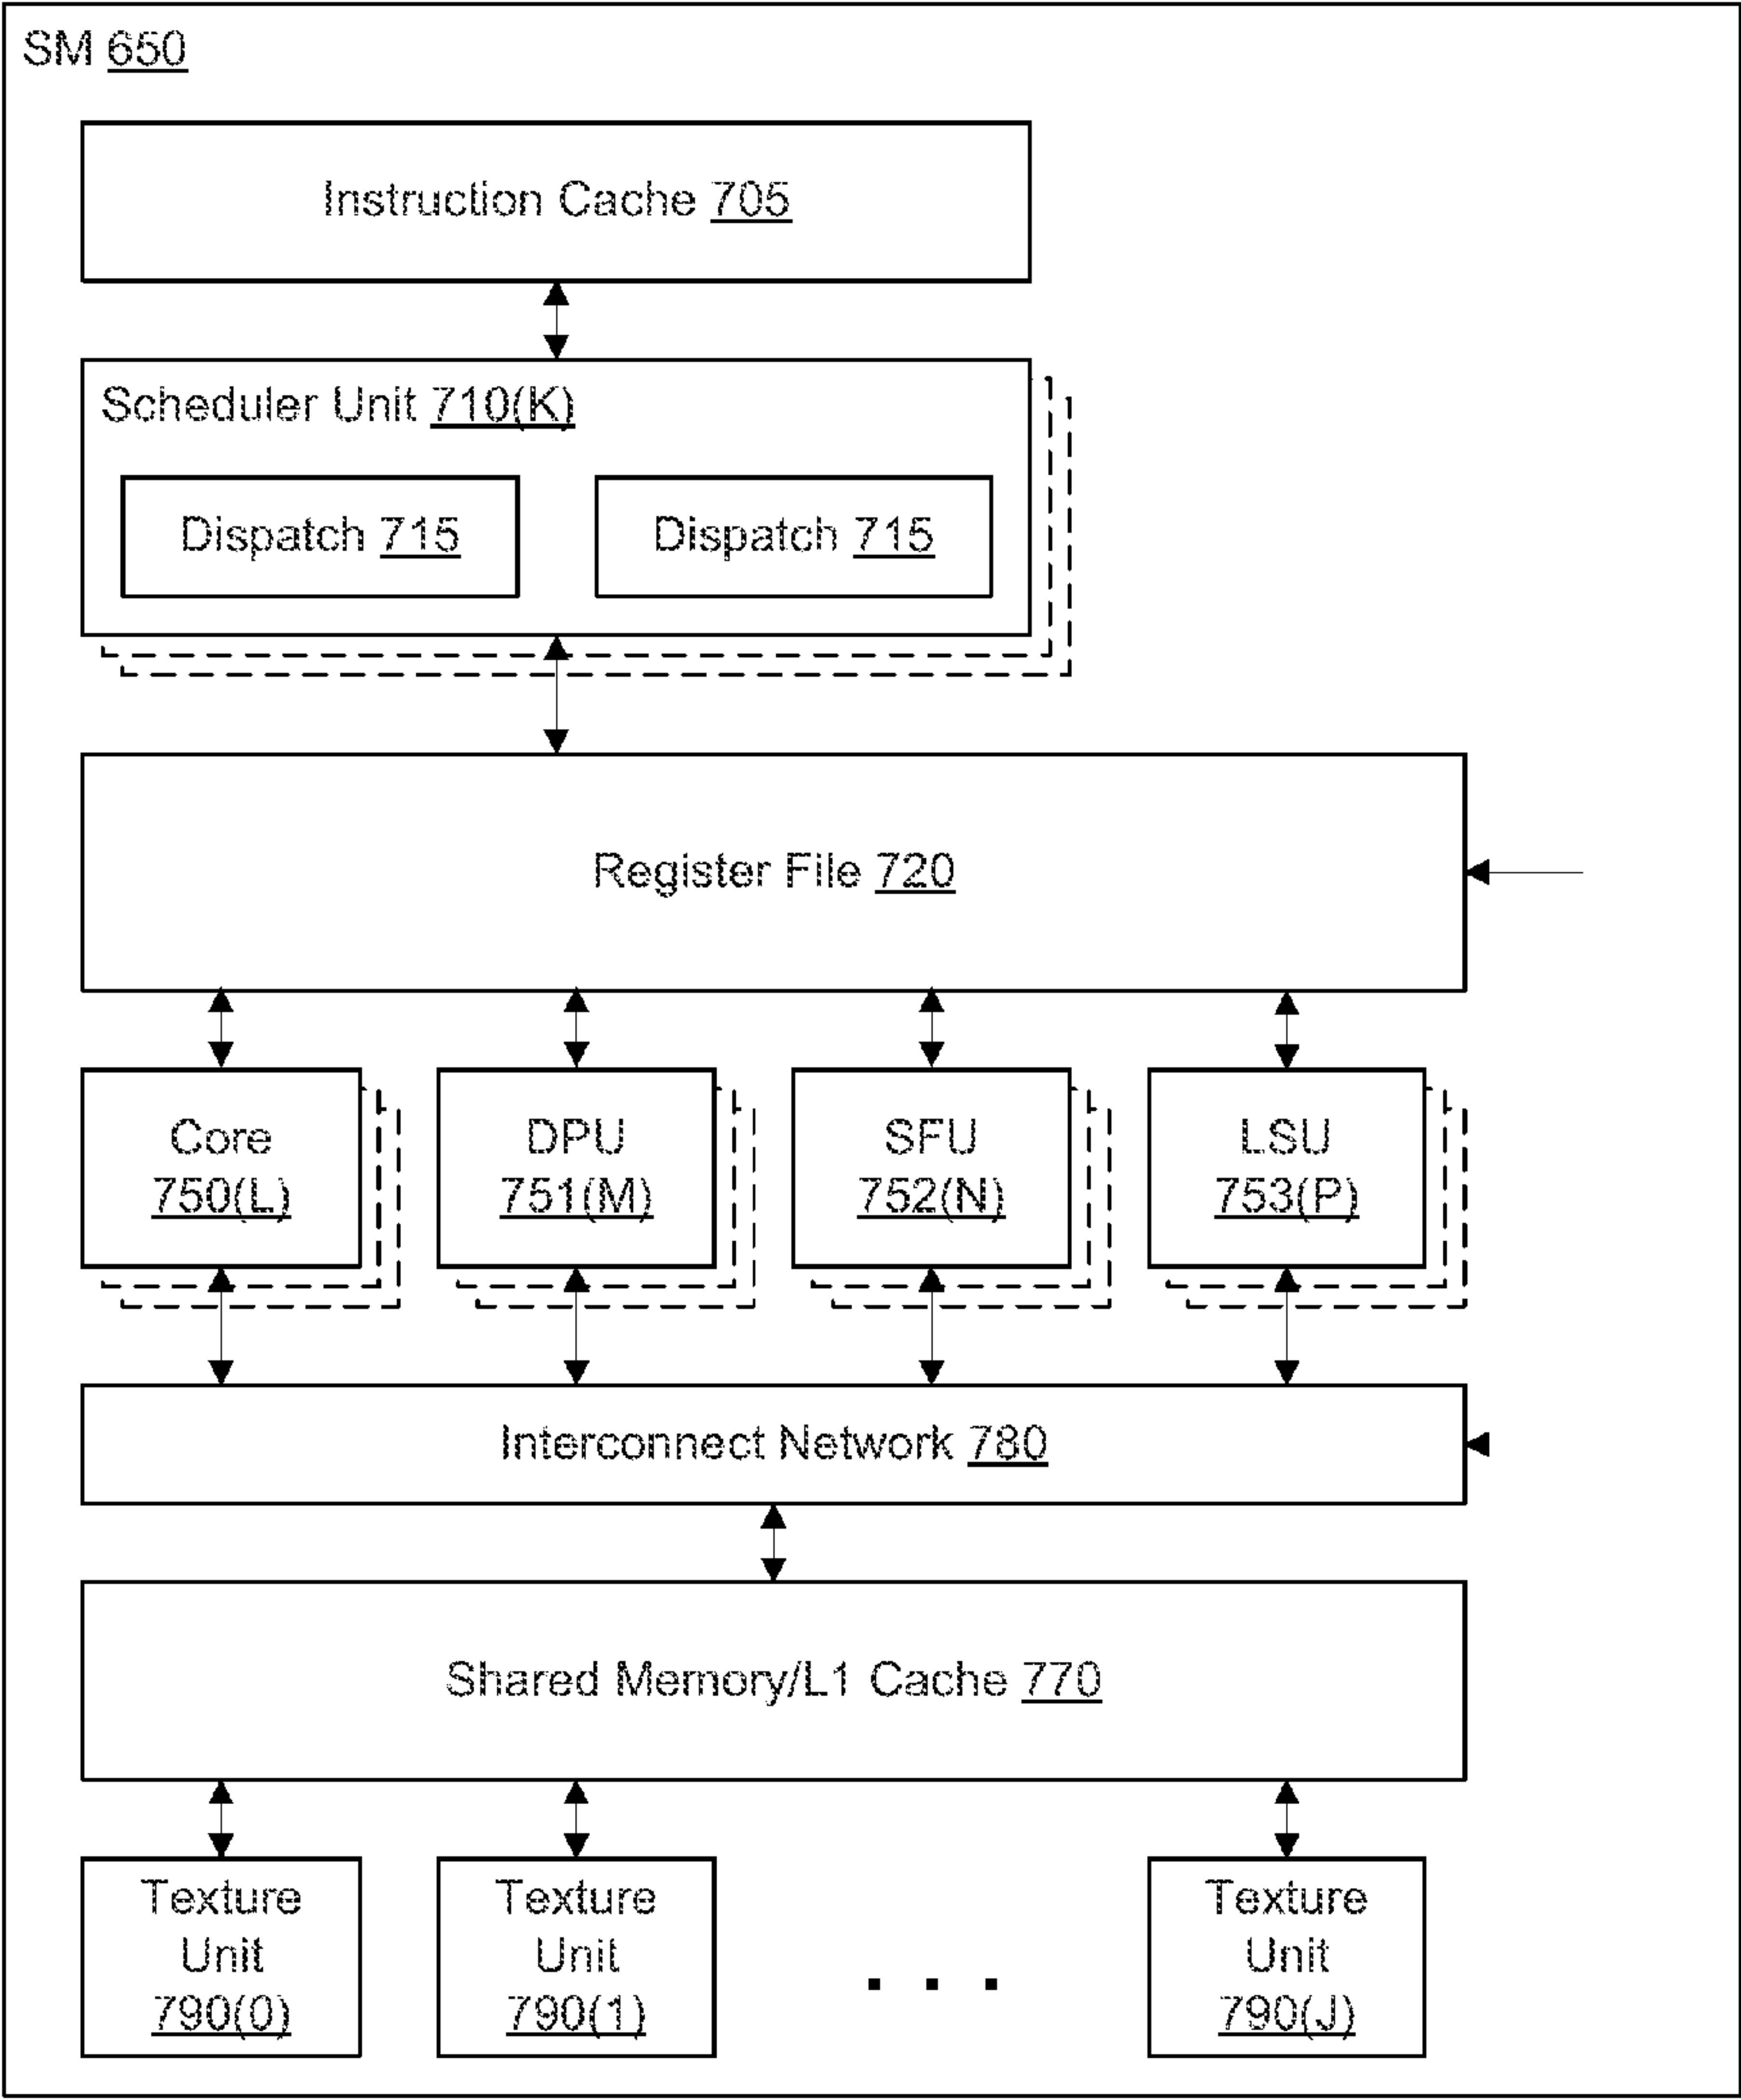 SM 650
Instruction Cache 705
Scheduler Unit 710(K)
Dispatch 715
Dispatch 715
Register File 720
Core
750(L)
DPU
751(M)
SFU
752(N)
LSU
753(P)
Interconnect Network 780
Shared Memory/L1 Cache 770
Texture
Unit
790(0)
Texture
Unit
790(1)
. . .
Texture
Unit
790(J)